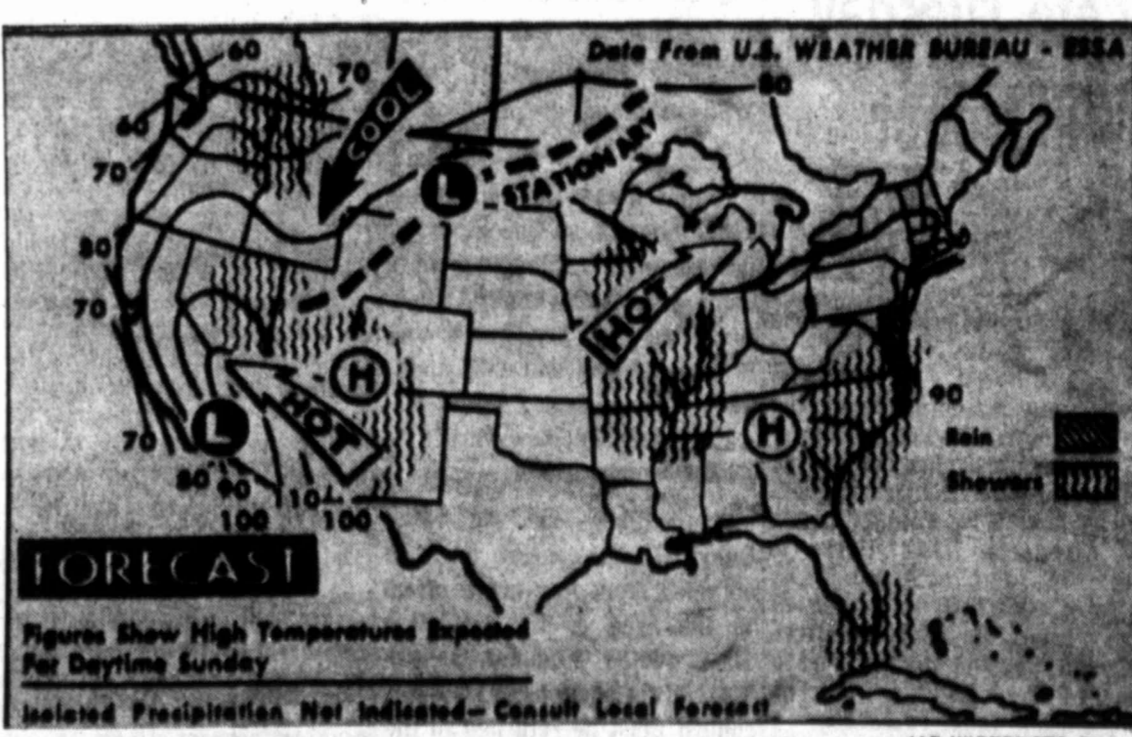 Data From U.S. WEATHER BUREAU - ESSA
60
70
80
60
COOL
70
L
STATIONARY
80
HOT
70
H
HOT
90
L
H
70
Rain
80
90
104
Showers
100
100
FORECAST
Figures Show High Temperatures Expected
For Daytime Sunday
Isolated Precipitation Not Indicated—Consult Local Forecast